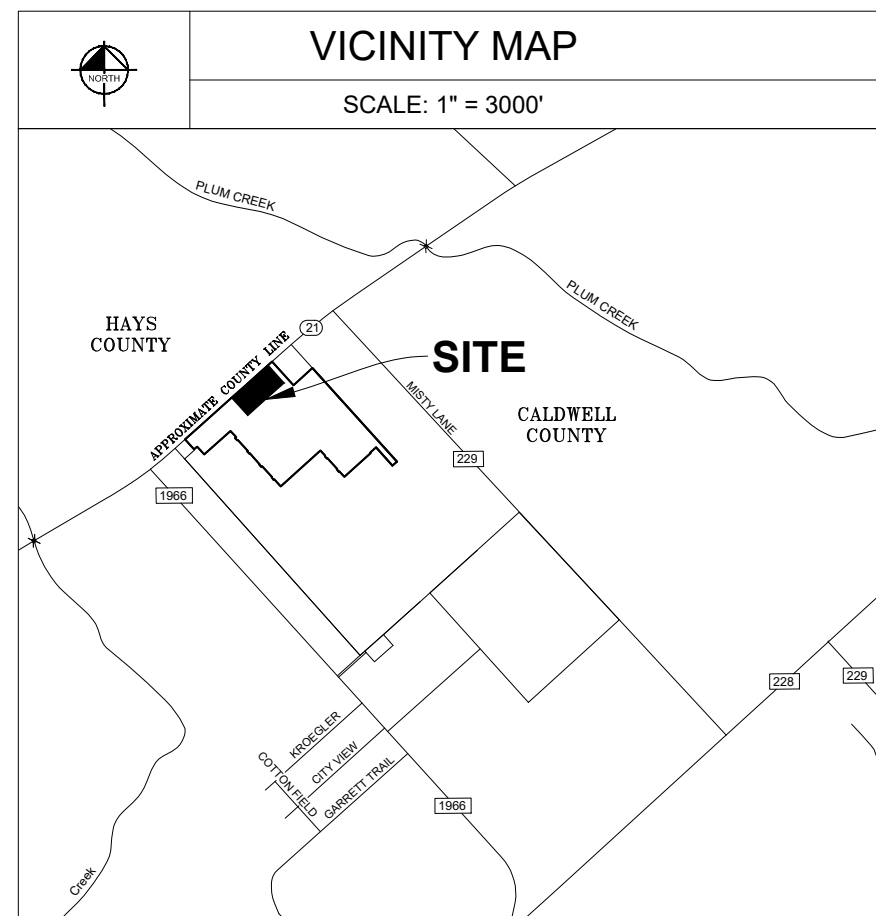 VICINITY MAP
NORTH
SCALE: 1" = 3000'
PLUM CREEK
PLUM CREEK
HAYS
COUNTY
21
APPROXIMATE COUNTY LINE
SITE
MISTY LANE
CALDWELL
COUNTY
229
1966
228
229
KROEGLER
CITY VIEW
COTTON FIELD
GARRETT TRAIL
1966
Creek